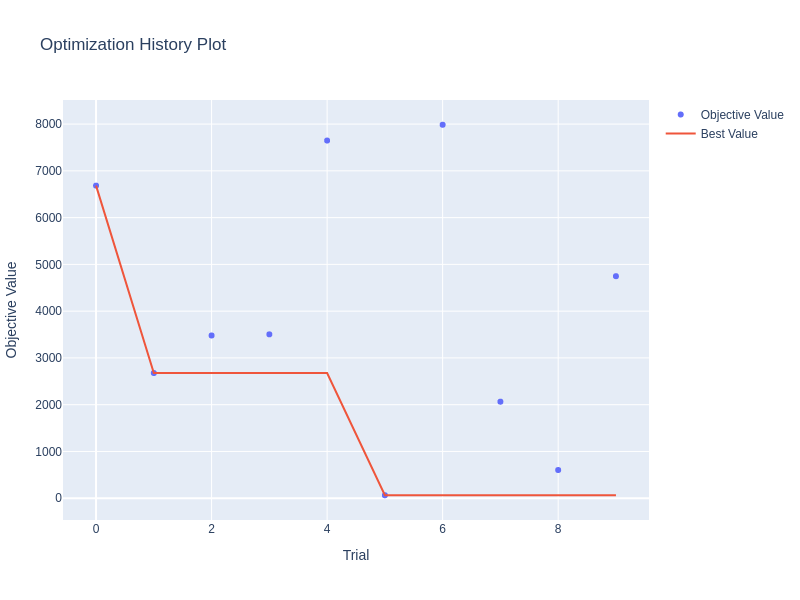 Optimization History Plot
Objective Value
Best Value
8000
7000
6000
5000
4000
3000
2000
1000
0
Objective Value
0
2
4
6
8
Trial